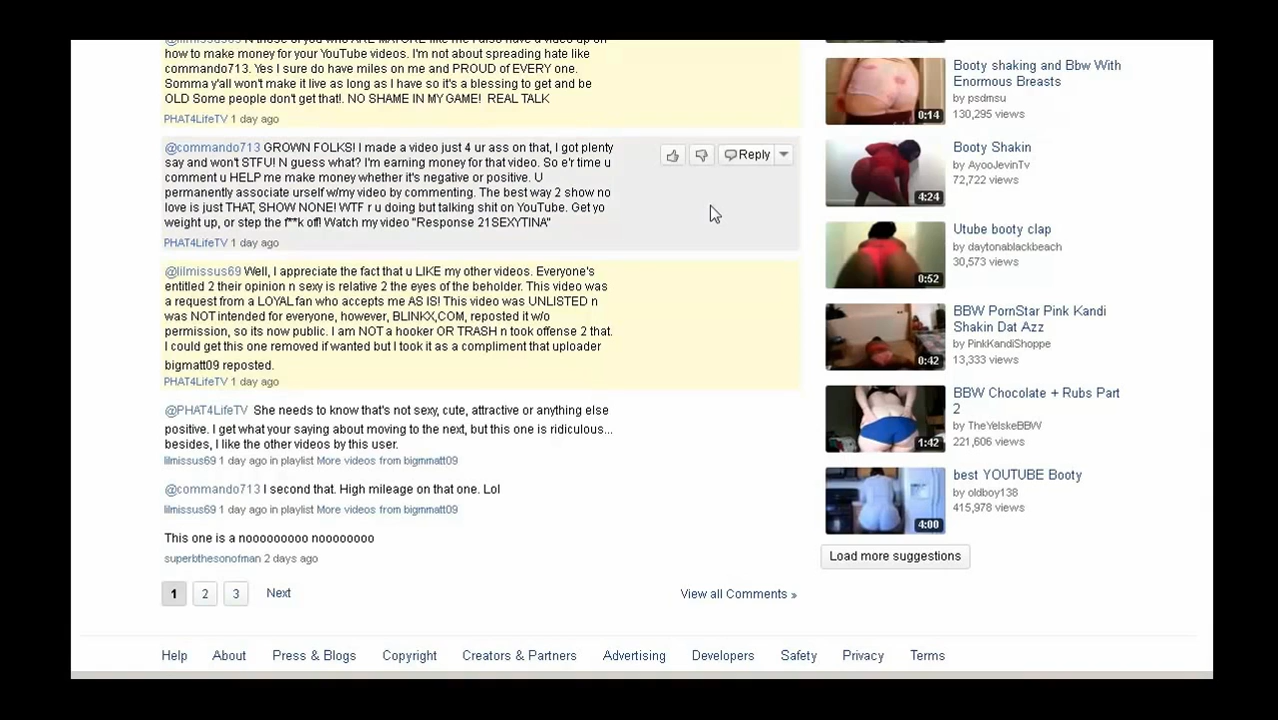 how to make money for your YouTube videos. I'm not about spreading hate like
commando713. Yes I sure do have miles on me and PROUD of EVERY one.
Somma y'all won't make it live as long as I have so it's a blessing to get and be
OLD Some people don't get that!. NO SHAME IN MY GAME! REAL TALK
PHAT4LifeTV 1 day ago
@commando713 GROWN FOLKS! I made a video just 4 ur ass on that, I got plenty
say and won't STFU! N guess what? I'm earning money for that video. So e'r time u
comment u HELP me make money whether it's negative or positive. U
permanently associate urself w/my video by commenting. The best way 2 show no
love is just THAT, SHOW NONE! WTF r u doing but talking shit on YouTube. Get yo
weight up, or step the f**k off! Watch my video "Response 21SEXYTINA"
PHAT4LifeTV 1 day ago
Reply
@lilmissus69 Well, I appreciate the fact that u LIKE my other videos. Everyone's
entitled 2 their opinion n sexy is relative 2 the eyes of the beholder. This video was
a request from a LOYAL fan who accepts me AS IS! This video was UNLISTED n
was NOT intended for everyone, however, BLINKX,COM, reposted it w/o
permission, so its now public. I am NOT a hooker OR TRASH n took offense 2 that.
I could get this one removed if wanted but I took it as a compliment that uploader
bigmatt09 reposted.
PHAT4LifeTV 1 day ago
@PHAT4LifeTV She needs to know that's not sexy, cute, attractive or anything else
positive. I get what your saying about moving to the next, but this one is ridiculous...
besides, I like the other videos by this user.
lilmissus69 1 day ago in playlist More videos from bigmmatt09
@commando713 I second that. High mileage on that one. Lol
lilmissus69 1 day ago in playlist More videos from bigmmatt09
This one is a nooooooooo nooooooooo
superbthesonofman 2 days ago
1 2 3 Next
View all Comments »
Booty shaking and Bbw With
Enormous Breasts
by psdmsu
130,295 views
0:14
Booty Shakin
by AyooJevinTv
72,722 views
4:24
Utube booty clap
by daytonablackbeach
30,573 views
0:52
BBW PornStar Pink Kandi
Shakin Dat Azz
by PinkKandiShoppe
13,333 views
0:42
BBW Chocolate + Rubs Part
2
by TheYelskeBBW
221,606 views
1:42
best YOUTUBE Booty
by oldboy138
415,978 views
4:00
Load more suggestions
Help About Press & Blogs Copyright Creators & Partners Advertising Developers Safety Privacy Terms